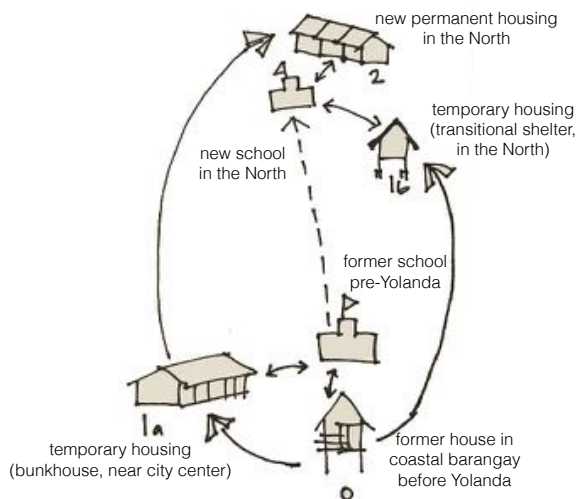 new permanent housing
in the North
2
temporary housing
(transitional shelter,
in the North)
1b
new school
in the North
former school
pre-Yolanda
1a
temporary housing
(bunkhouse, near city center)
former house in
coastal barangay
before Yolanda
0